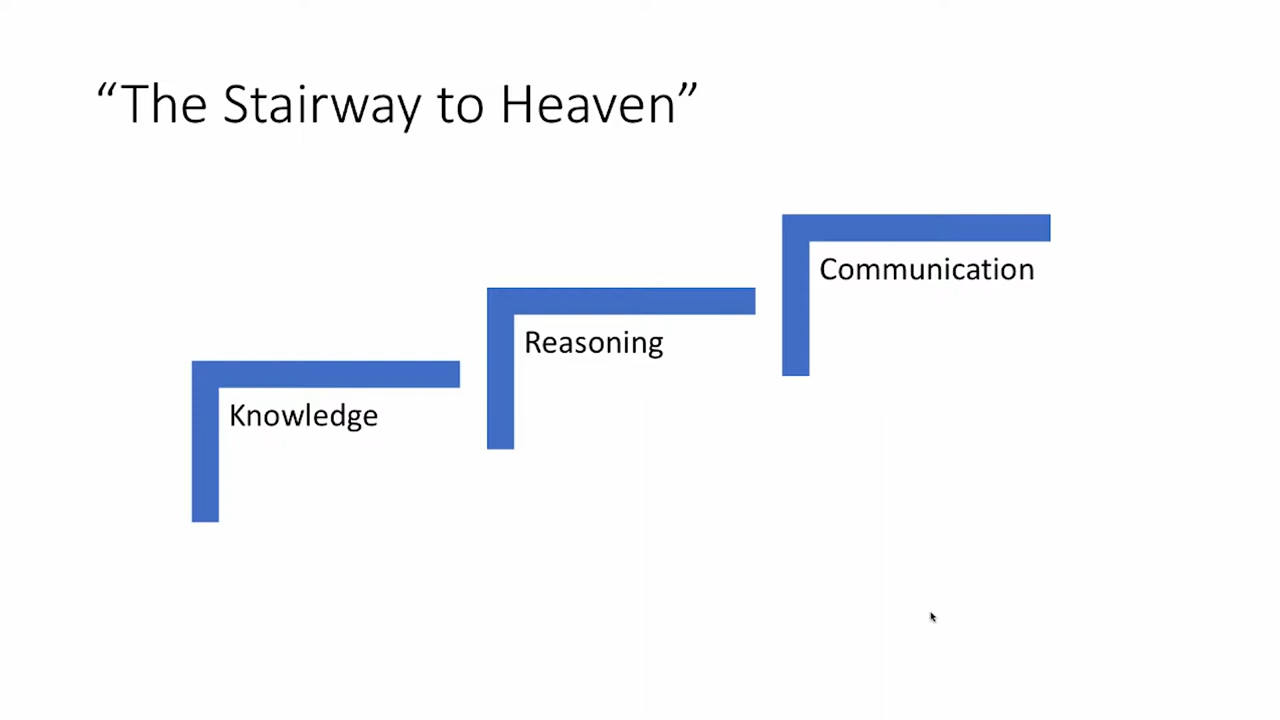 “The Stairway to Heaven”
Communication
Reasoning
Knowledge